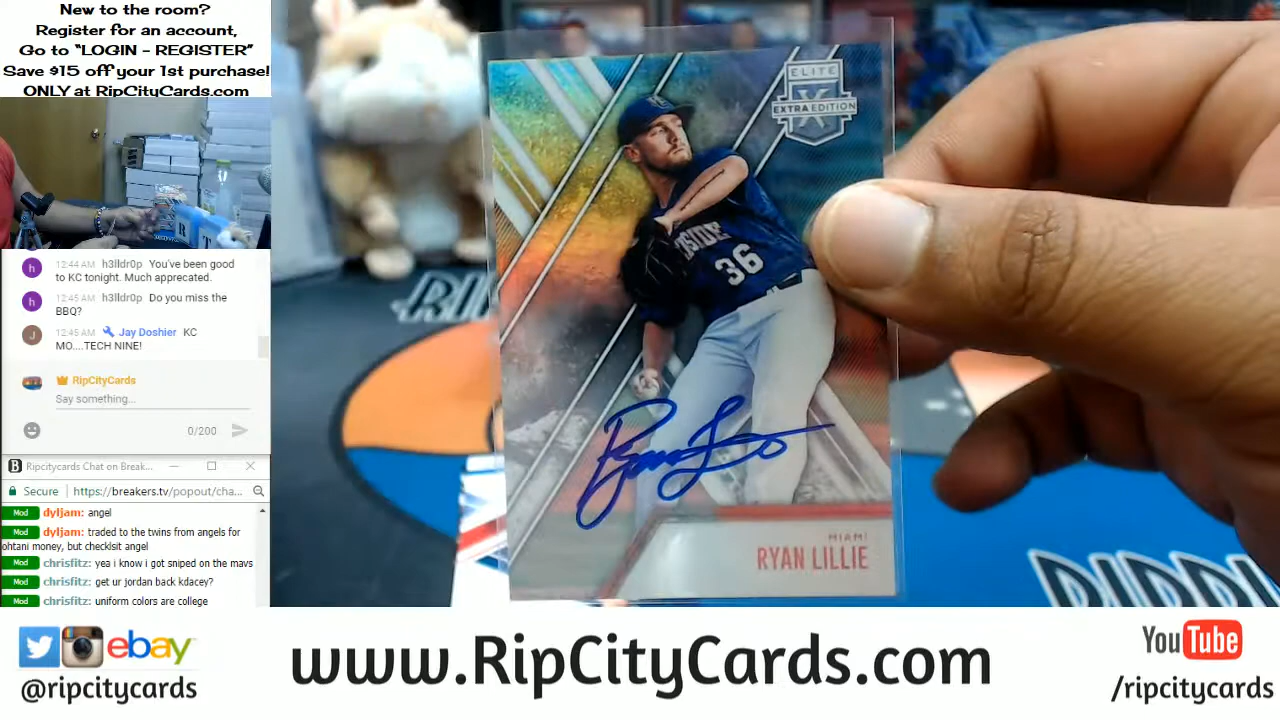 New to the room?
Register for an account,
Go to “LOGIN - REGISTER”
Save $15 off your 1st purchase!
ONLY at RipCityCards.com
R T
h 12:44 AM h3lldr0p You've been good
to KC tonight. Much apprecated.
h 12:45 AM h3lldr0p Do you miss the
BBQ?
J 12:45 AM Jay Doshier KC
MO....TECH NINE!
RipCityCards
Say something...
0/200
B Ripcitycards Chat on Break...
Secure https://breakers.tv/popout/cha...
Mod dyljam: angel
Mod dyljam: traded to the twins from angels for
ohtani money, but checklsit angel
Mod chrisfitz: yea i know i got sniped on the mavs
Mod chrisfitz: get ur jordan back kdacey?
Mod chrisfitz: uniform colors are college
ELITE
X
EXTRA EDITION
36
Ryan L
MIAMI
RYAN LILLIE
ebay
@ripcitycards
www.RipCityCards.com
YouTube
/ripcitycards